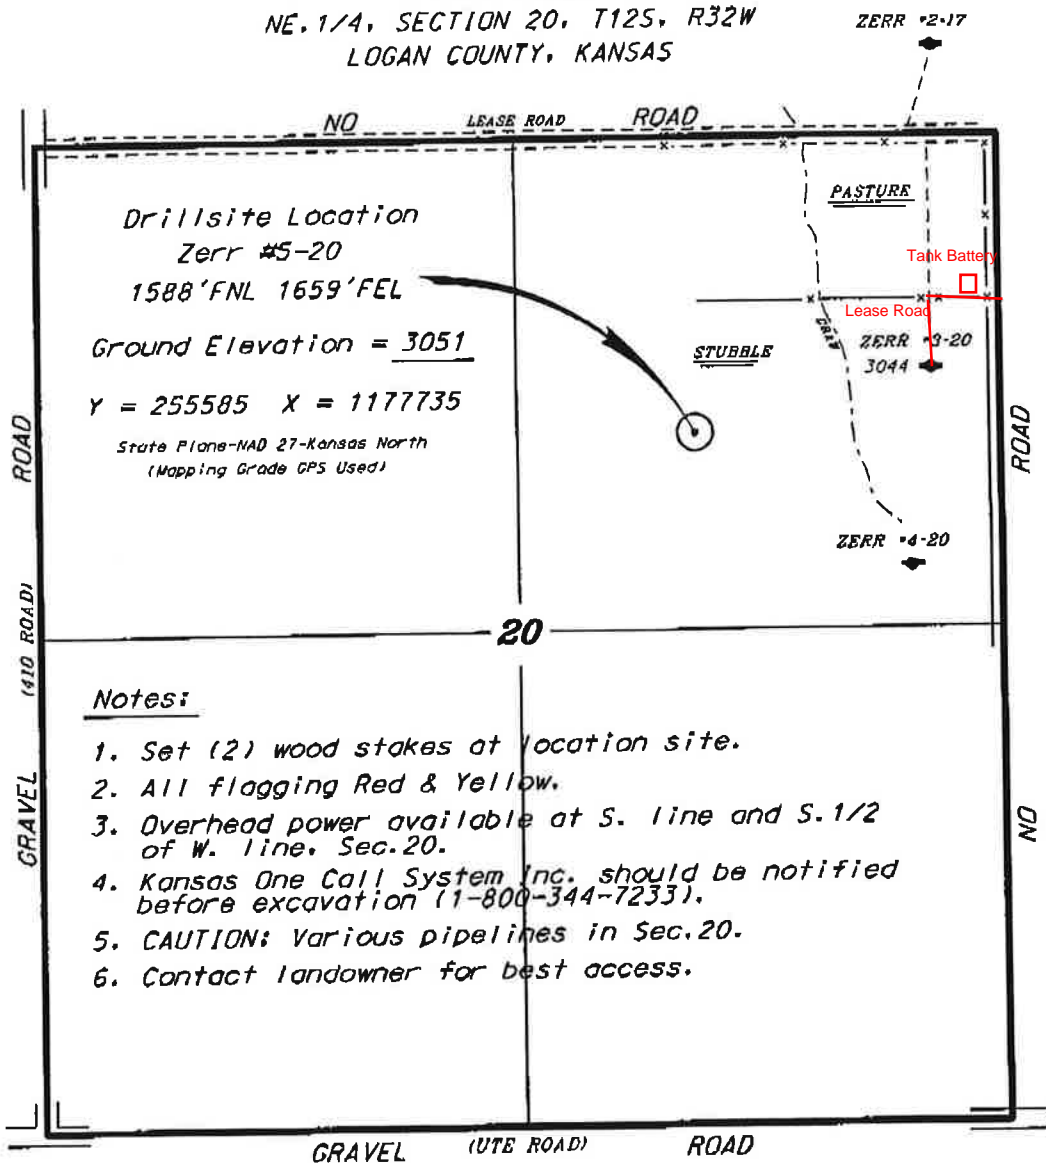 NE. 1/4, SECTION 20, T12S, R32W
LOGAN COUNTY, KANSAS
ZERR #2-17
NO LEASE ROAD ROAD
PASTURE
Drillsite Location
Zerr #5-20
1588'FNL 1659'FEL
Tank Battery
Lease Road
Ground Elevation = 3051
STUBBLE
DRAW
ZERR #3-20
3044
Y = 255585 X = 1177735
State Plane-NAD 27-Kansas North
(Mapping Grade GPS Used)
ZERR #4-20
20
GRAVEL (410 ROAD) ROAD
NO ROAD
Notes:
1. Set (2) wood stakes at location site.
2. All flagging Red & Yellow.
3. Overhead power available at S. line and S. 1/2
of W. line, Sec. 20.
4. Kansas One Call System Inc. should be notified
before excavation (1-800-344-7233).
5. CAUTION: Various pipelines in Sec. 20.
6. Contact landowner for best access.
GRAVEL (UTE ROAD) ROAD